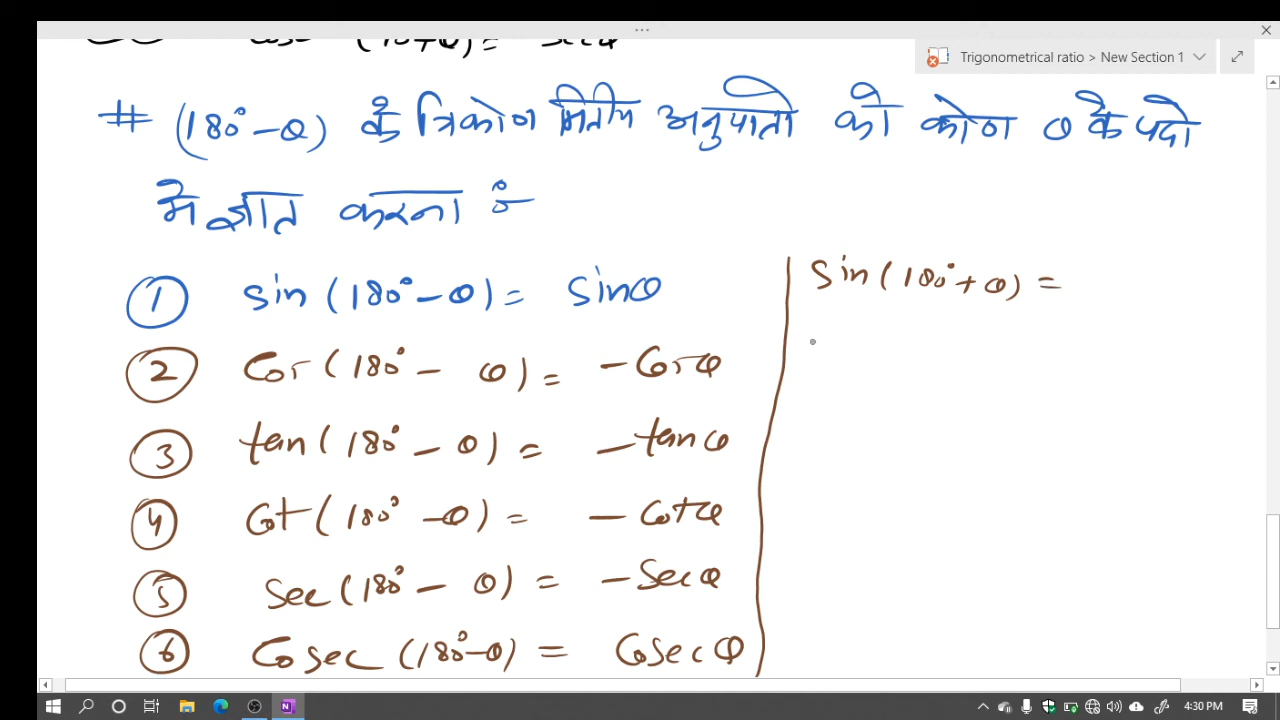 Trigonometrical ratio > New Section 1
# (180° - θ) के त्रिकोण मितीय अनुपातो को कोण θ के पदो
मे ज्ञात करना :-
① sin (180° - θ) = sinθ
② Cos (180° - θ) = - Cosθ
③ tan (180° - θ) = - tanθ
④ Cot (180° - θ) = - Cotθ
⑤ Sec (180° - θ) = - Secθ
⑥ Cosec (180° - θ) = Cosecθ
Sin (180° + θ) =
4:30 PM